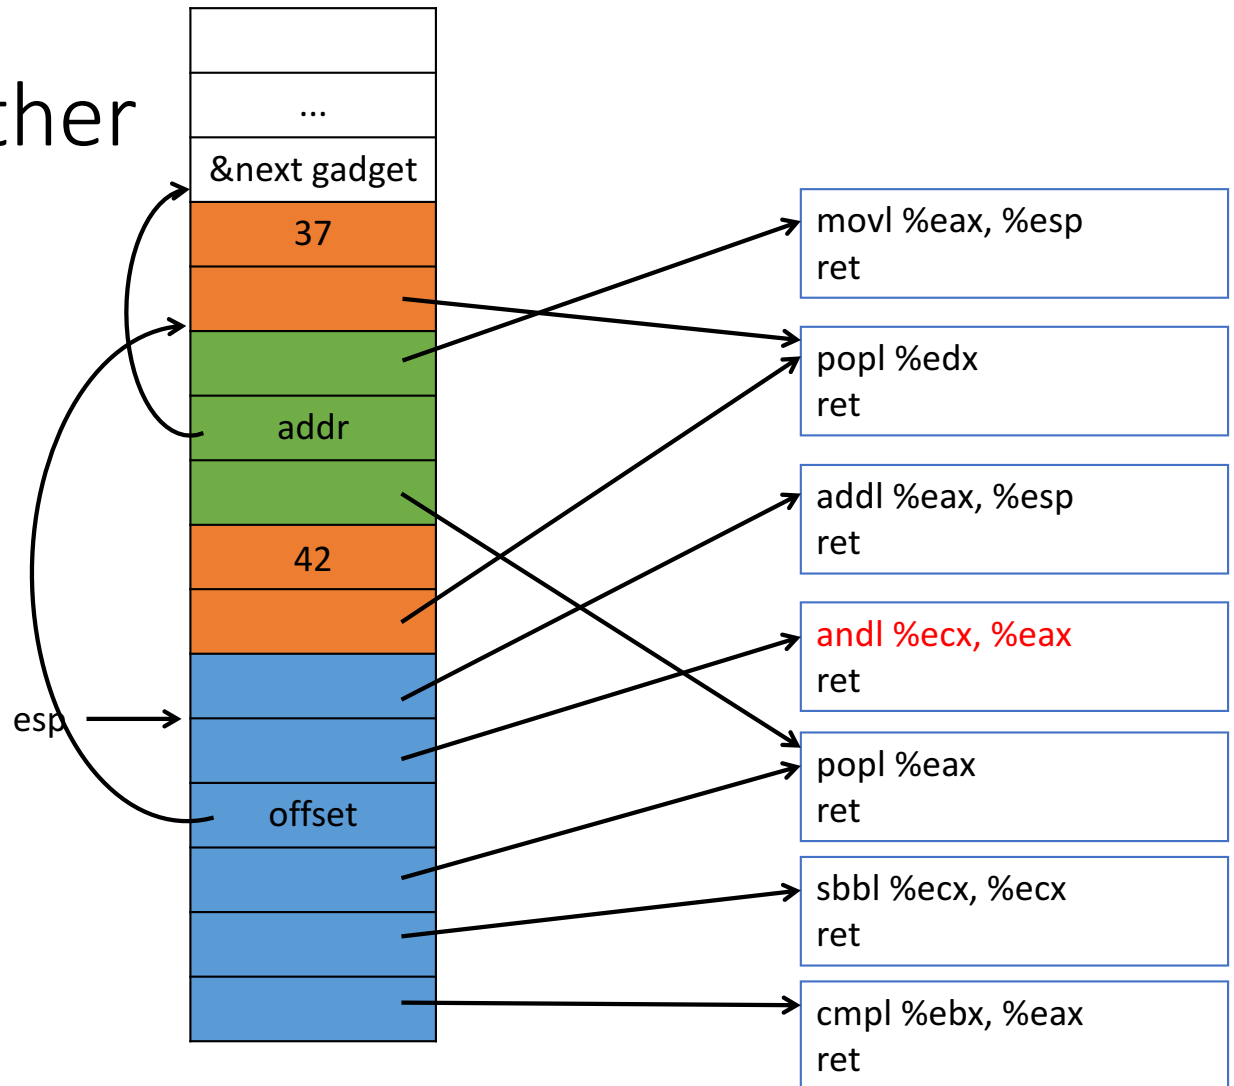 ther
...
&next gadget
37
addr
42
esp
offset
movl %eax, %esp
ret
popl %edx
ret
addl %eax, %esp
ret
andl %ecx, %eax
ret
popl %eax
ret
sbbl %ecx, %ecx
ret
cmpl %ebx, %eax
ret